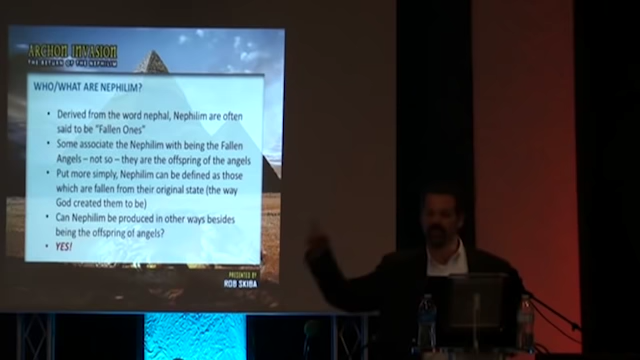 ARCHON INVASION
THE RETURN OF THE NEPHILIM
WHO/WHAT ARE NEPHILIM?
• Derived from the word nephal, Nephilim are often
said to be "Fallen Ones"
• Some associate the Nephilim with being the Fallen
Angels – not so – they are the offspring of the angels
• Put more simply, Nephilim can be defined as those
which are fallen from their original state (the way
God created them to be)
• Can Nephilim be produced in other ways besides
being the offspring of angels?
• YES!
PRESENTED BY
ROB SKIBA